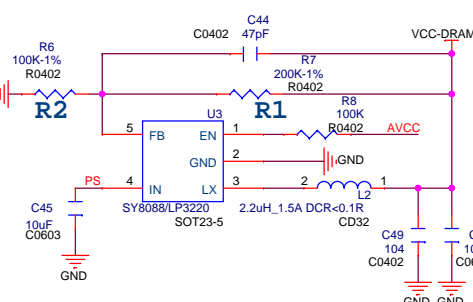 C44
C0402 47pF
VCC-DRAM
R6
100K-1%
R0402
R7
200K-1%
R0402
R2
R1
U3
R8
100K
R0402
AVCC
5 FB EN 1
GND 2 GND
PS 4 IN LX 3
2 L2 1
SY8088/LP3220
SOT23-5
2.2uH_1.5A DCR<0.1R
CD32
C45
10uF
C0603
GND
C49
104
C0402
GND
GND